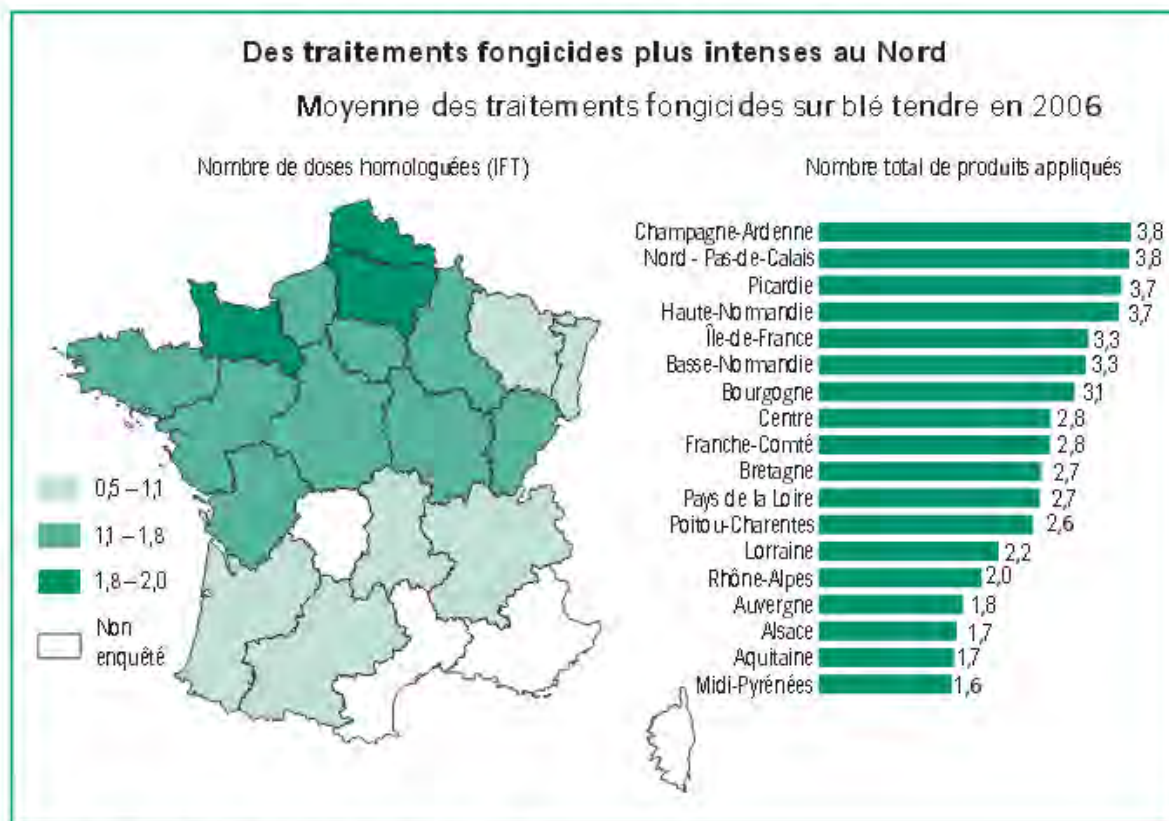 Des traitements fongicides plus intenses au Nord
Moyenne des traitements fongicides sur blé tendre en 2006
Nombre de doses homologuées (IFT)
0,5 – 1,1
1,1 – 1,8
1,8 – 2,0
Non
enquêté
Nombre total de produits appliqués
Champagne-Ardenne 3,8
Nord - Pas-de-Calais 3,8
Picardie 3,7
Haute-Normandie 3,7
Île-de-France 3,3
Basse-Normandie 3,3
Bourgogne 3,1
Centre 2,8
Franche-Comté 2,8
Bretagne 2,7
Pays de la Loire 2,7
Poitou-Charentes 2,6
Lorraine 2,2
Rhône-Alpes 2,0
Auvergne 1,8
Alsace 1,7
Aquitaine 1,7
Midi-Pyrénées 1,6